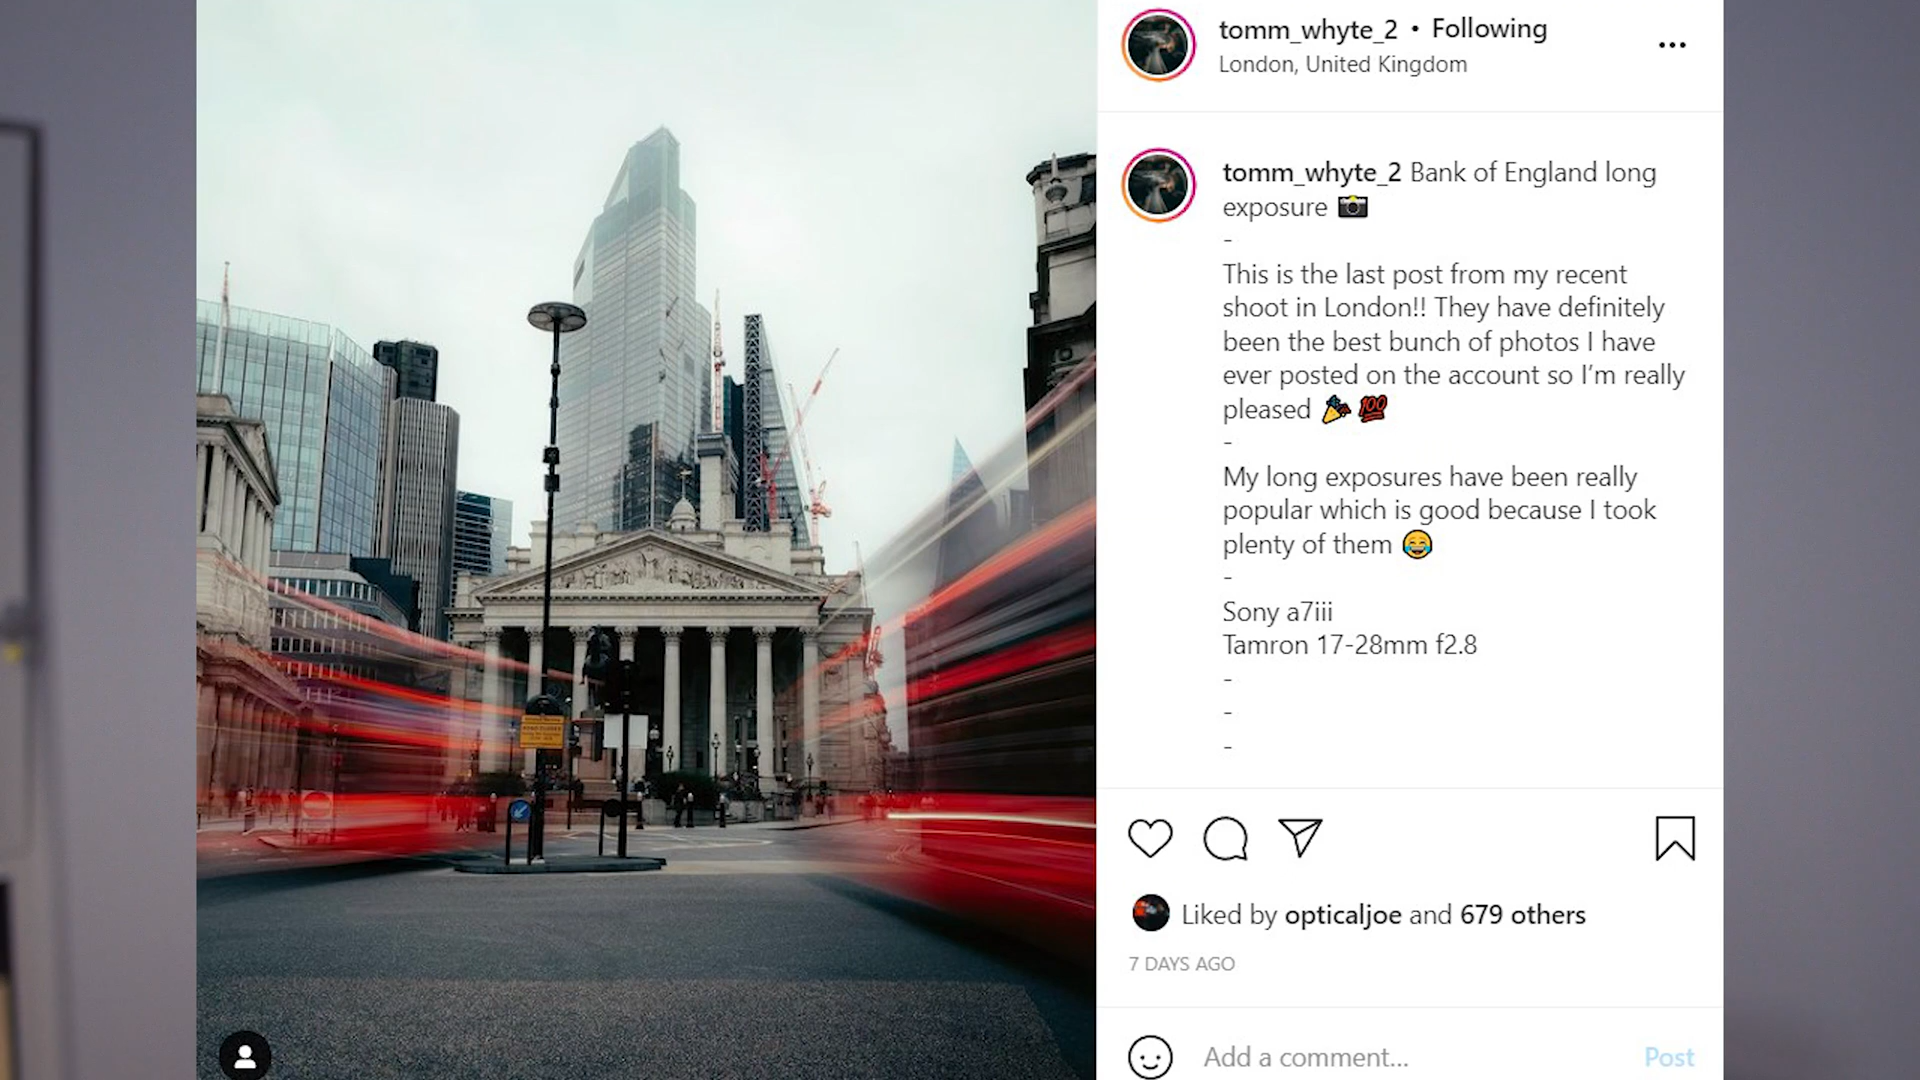 tomm_whyte_2 • Following
London, United Kingdom
tomm_whyte_2 Bank of England long
exposure 📷
-
This is the last post from my recent
shoot in London!! They have definitely
been the best bunch of photos I have
ever posted on the account so I'm really
pleased 🎉 💯
-
My long exposures have been really
popular which is good because I took
plenty of them 😂
-
Sony a7iii
Tamron 17-28mm f2.8
-
-
-
Liked by opticaljoe and 679 others
7 DAYS AGO
Add a comment... Post